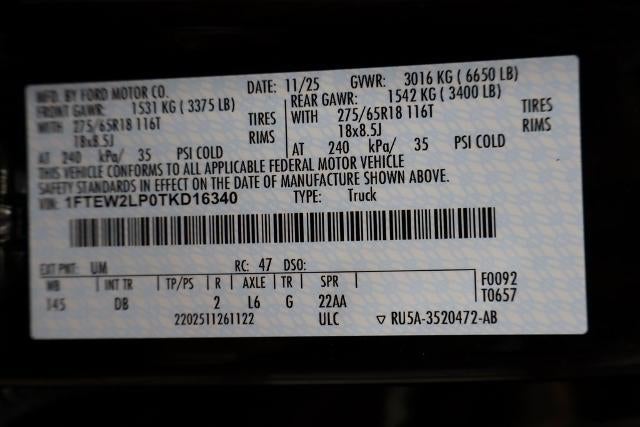 MFD. BY FORD MOTOR CO. DATE: 11/25 GVWR: 3016 KG ( 6650 LB)
FRONT GAWR: 1531 KG ( 3375 LB) REAR GAWR: 1542 KG ( 3400 LB)
WITH 275/65R18 116T TIRES WITH 275/65R18 116T TIRES
18x8.5J RIMS 18x8.5J RIMS
AT 240 kPa/ 35 PSI COLD AT 240 kPa/ 35 PSI COLD
THIS VEHICLE CONFORMS TO ALL APPLICABLE FEDERAL MOTOR VEHICLE
SAFETY STANDARDS IN EFFECT ON THE DATE OF MANUFACTURE SHOWN ABOVE.
VIN: 1FTEW2LP0TKD16340 TYPE: Truck
EXT PNT: UM RC: 47 DSO:
WB INT TR TP/PS R AXLE TR SPR F0092
145 DB 2 L6 G 22AA T0657
2202511261122 ULC ▽ RU5A-3520472-AB